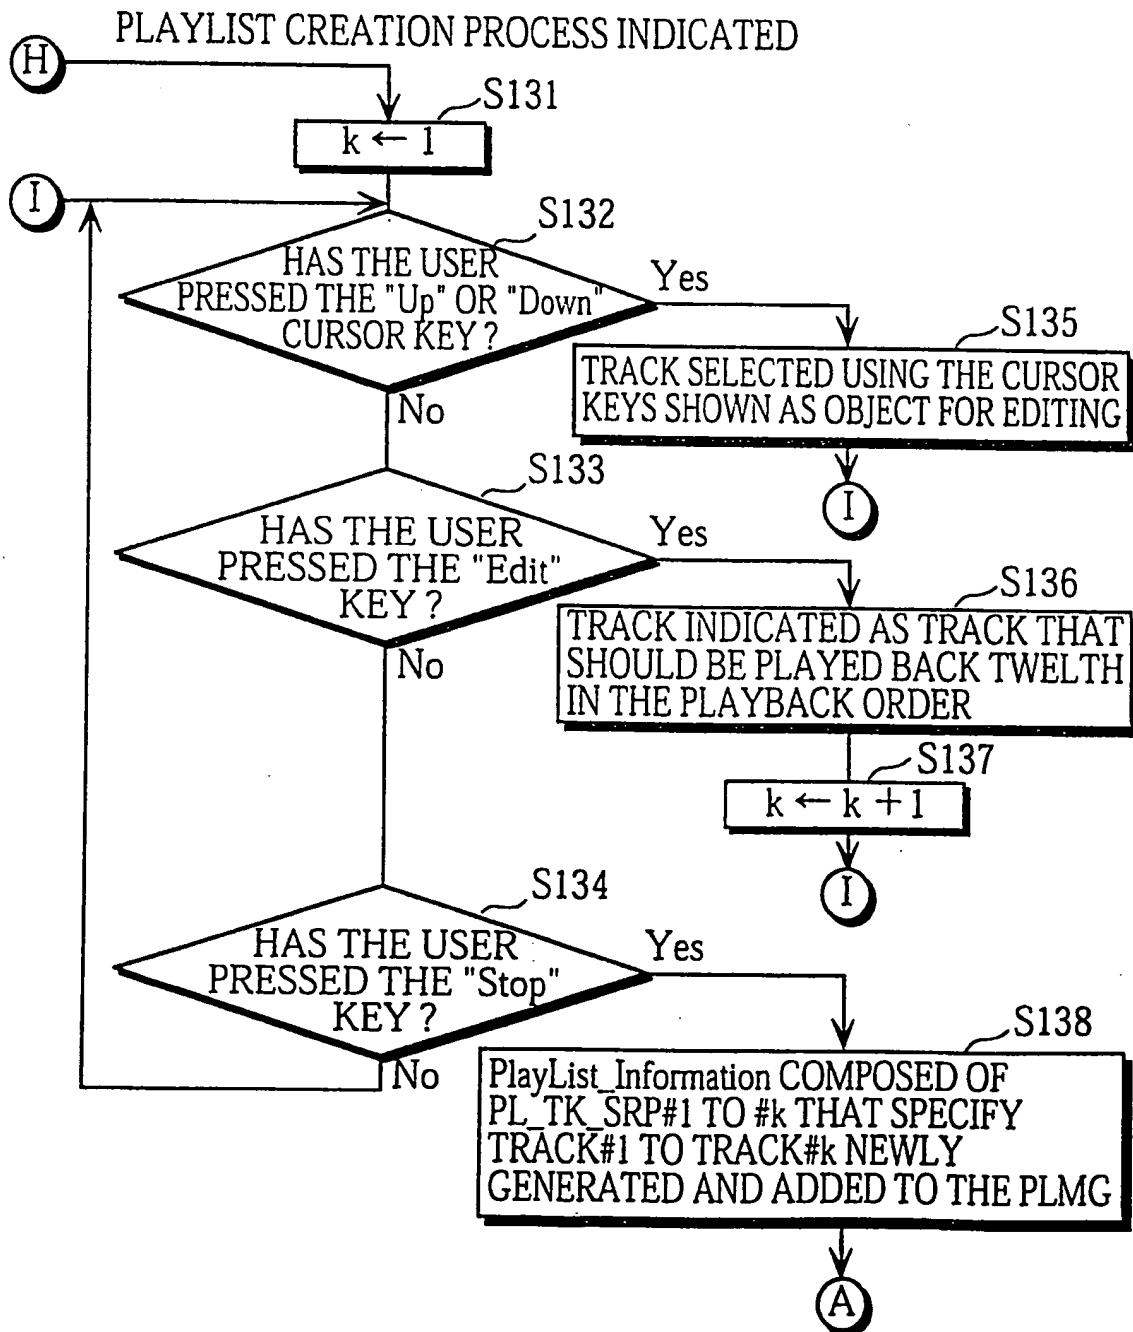 PLAYLIST CREATION PROCESS INDICATED
H
S131
k ← 1
I
S132
HAS THE USER
PRESSED THE "Up" OR "Down"
CURSOR KEY ?
Yes
No
S135
TRACK SELECTED USING THE CURSOR
KEYS SHOWN AS OBJECT FOR EDITING
I
S133
HAS THE USER
PRESSED THE "Edit"
KEY ?
Yes
No
S136
TRACK INDICATED AS TRACK THAT
SHOULD BE PLAYED BACK TWELTH
IN THE PLAYBACK ORDER
S137
k ← k + 1
I
S134
HAS THE USER
PRESSED THE "Stop"
KEY ?
Yes
No
S138
PlayList_Information COMPOSED OF
PL_TK_SRP#1 TO #k THAT SPECIFY
TRACK#1 TO TRACK#k NEWLY
GENERATED AND ADDED TO THE PLMG
A